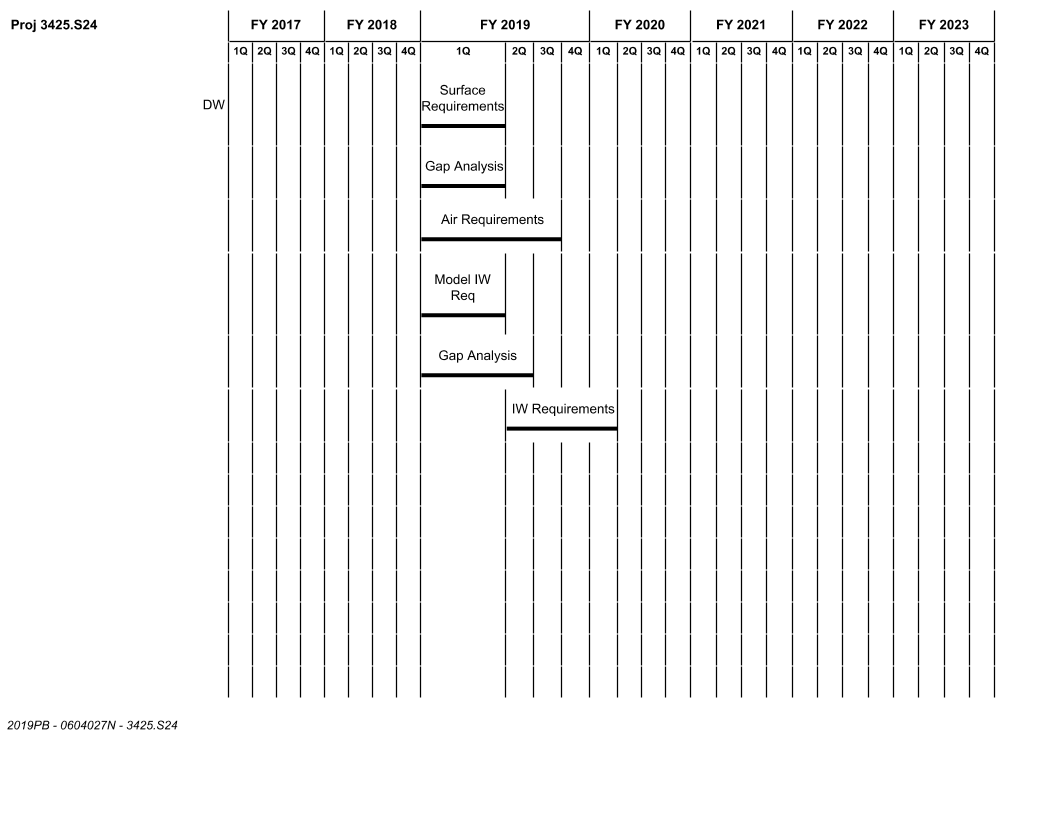 Proj 3425.S24
FY 2017 FY 2018 FY 2019 FY 2020 FY 2021 FY 2022 FY 2023
1Q 2Q 3Q 4Q 1Q 2Q 3Q 4Q 1Q 2Q 3Q 4Q 1Q 2Q 3Q 4Q 1Q 2Q 3Q 4Q 1Q 2Q 3Q 4Q 1Q 2Q 3Q 4Q
DW
Surface
Requirements
Gap Analysis
Air Requirements
Model IW
Req
Gap Analysis
IW Requirements
2019PB - 0604027N - 3425.S24